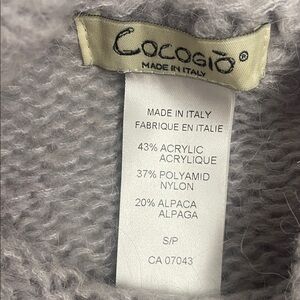 COCOGIÒ®
MADE IN ITALY
MADE IN ITALY
FABRIQUE EN ITALIE
43% ACRYLIC
ACRYLIQUE
37% POLYAMID
NYLON
20% ALPACA
ALPAGA
S/P
CA 07043